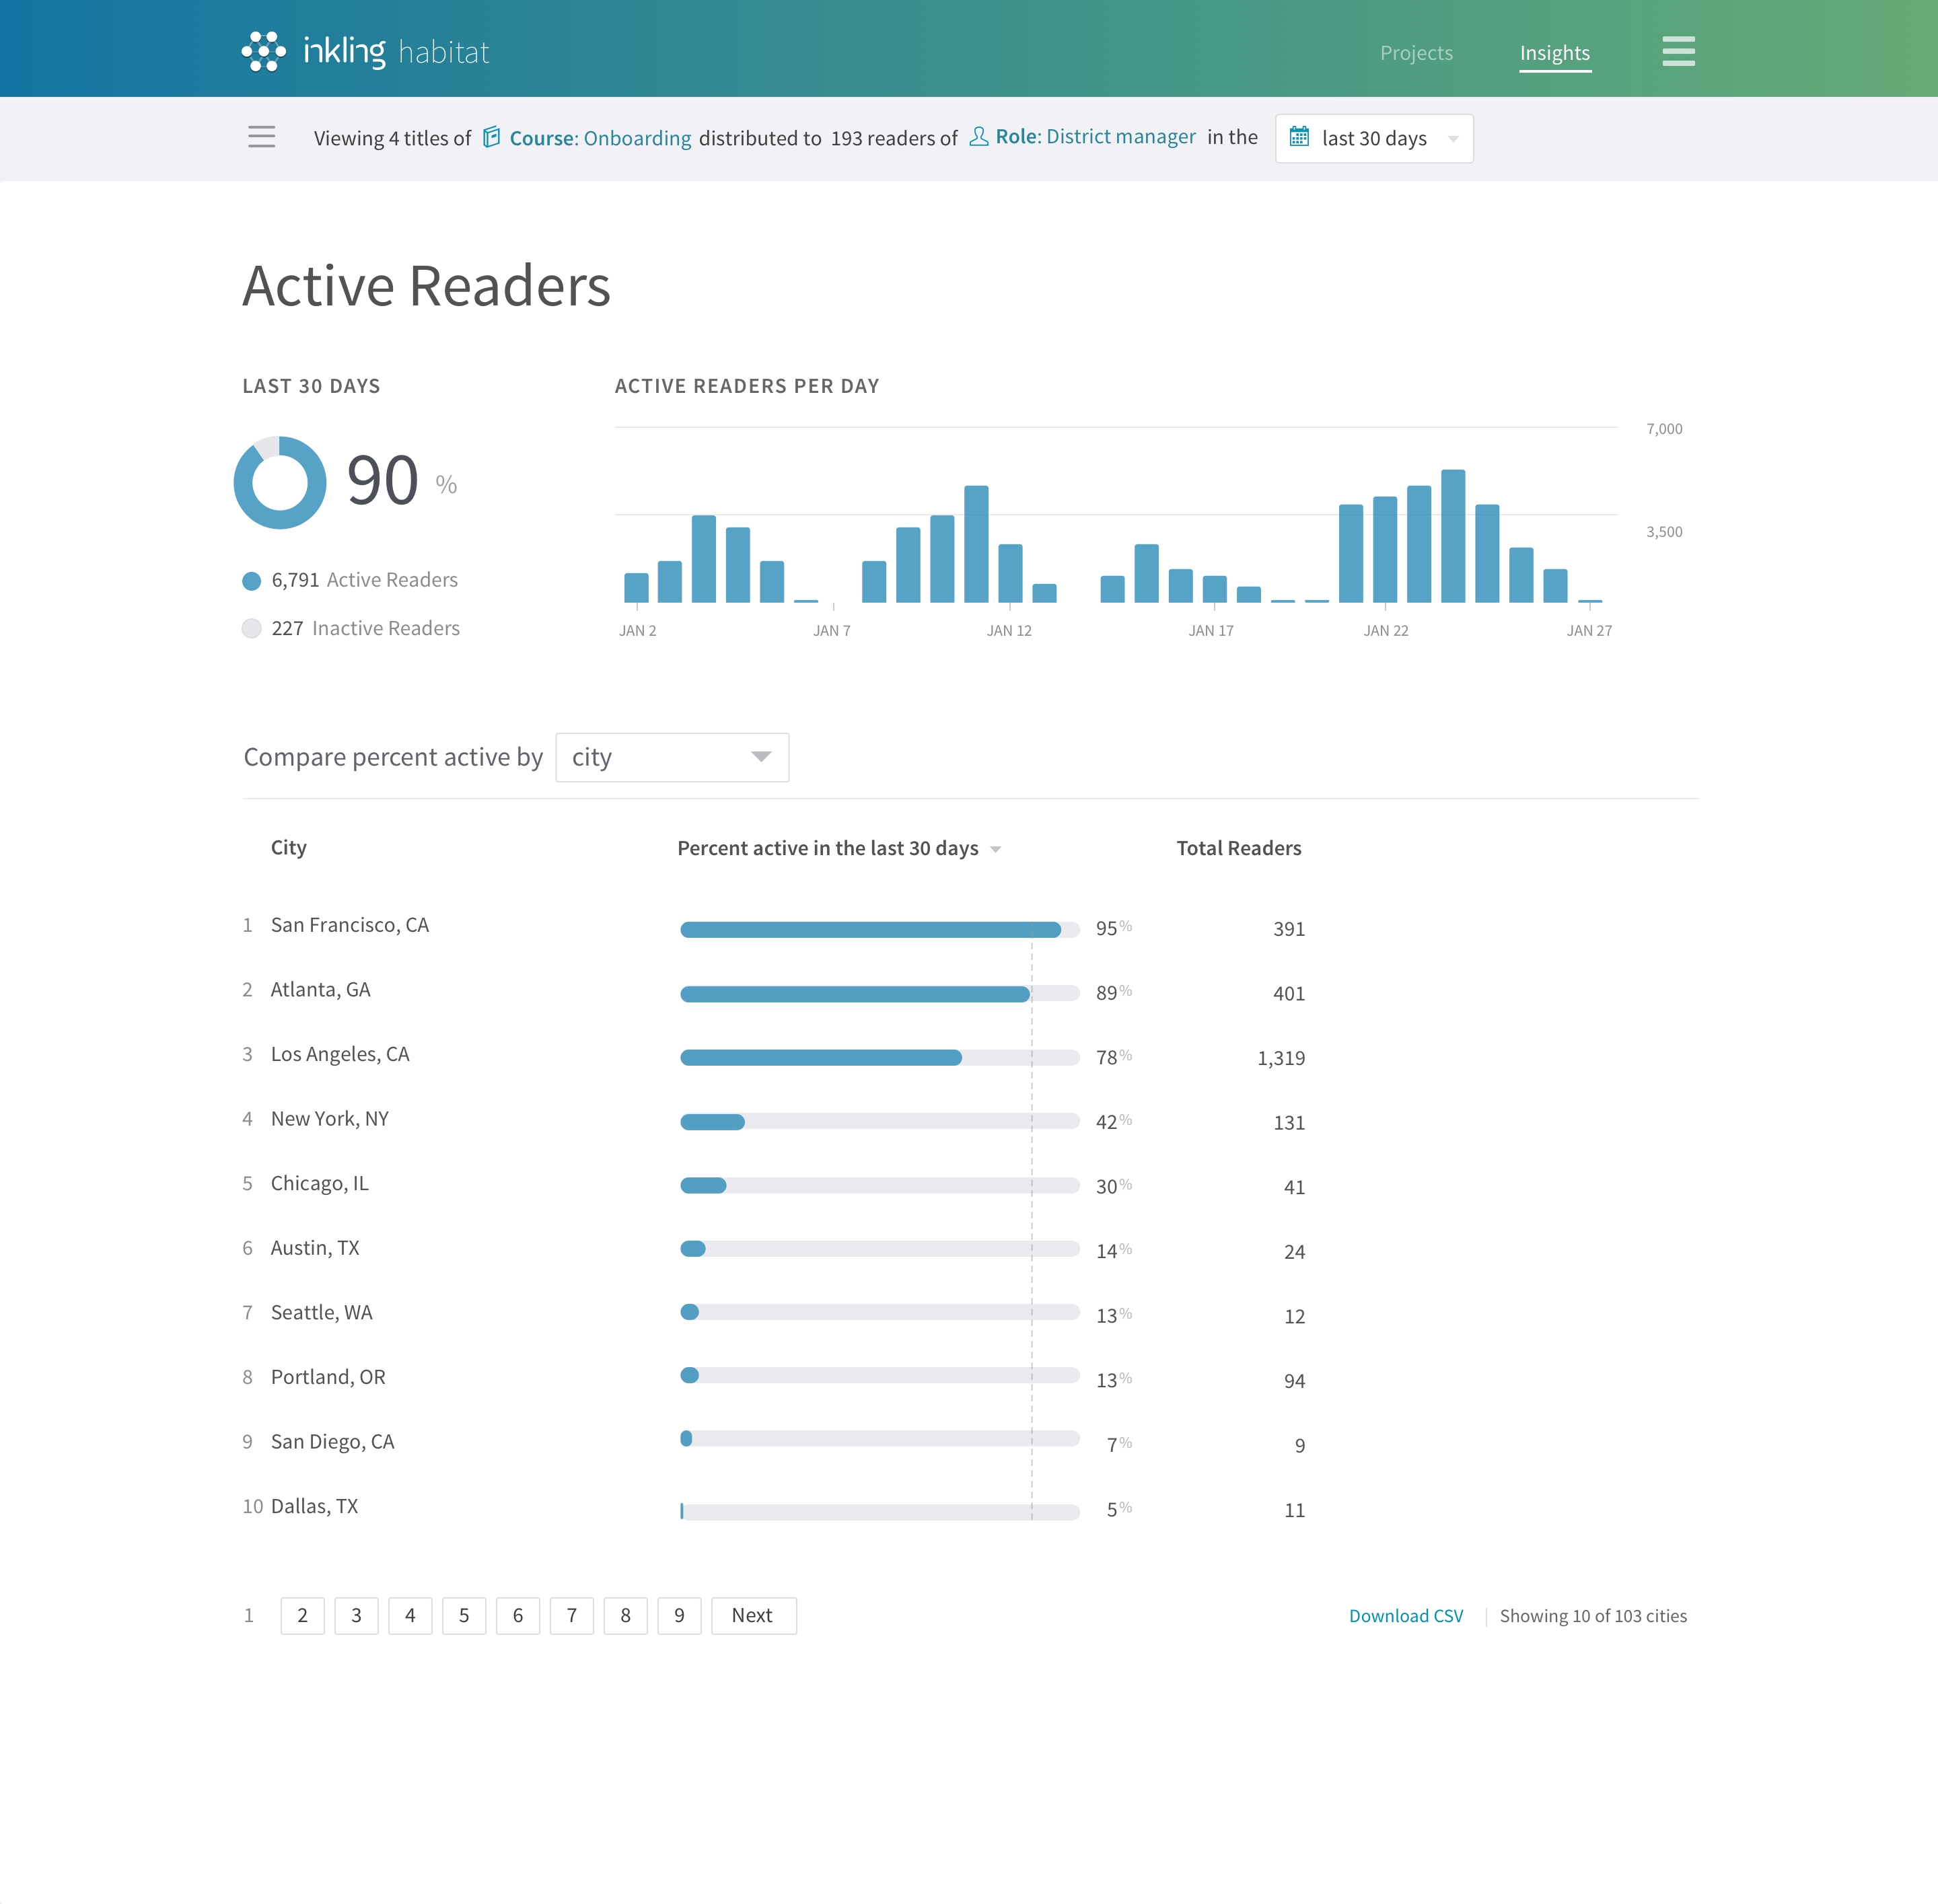 inkling habitat
Projects Insights
Viewing 4 titles of Course: Onboarding distributed to 193 readers of Role: District manager in the last 30 days
Active Readers
LAST 30 DAYS
90 %
6,791 Active Readers
227 Inactive Readers
ACTIVE READERS PER DAY
7,000
3,500
JAN 2 JAN 7 JAN 12 JAN 17 JAN 22 JAN 27
Compare percent active by city
City Percent active in the last 30 days Total Readers
1 San Francisco, CA 95% 391
2 Atlanta, GA 89% 401
3 Los Angeles, CA 78% 1,319
4 New York, NY 42% 131
5 Chicago, IL 30% 41
6 Austin, TX 14% 24
7 Seattle, WA 13% 12
8 Portland, OR 13% 94
9 San Diego, CA 7% 9
10 Dallas, TX 5% 11
1 2 3 4 5 6 7 8 9 Next
Download CSV Showing 10 of 103 cities